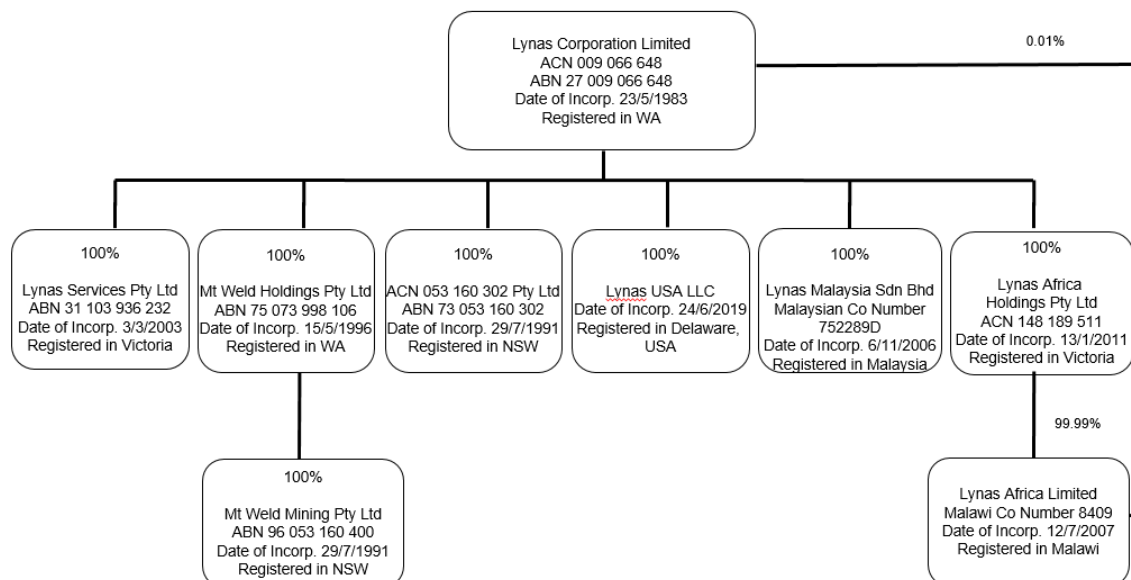 Lynas Corporation Limited
ACN 009 066 648
ABN 27 009 066 648
Date of Incorp. 23/5/1983
Registered in WA
0.01%
100%
Lynas Services Pty Ltd
ABN 31 103 936 232
Date of Incorp. 3/3/2003
Registered in Victoria
100%
Mt Weld Holdings Pty Ltd
ABN 75 073 998 106
Date of Incorp. 15/5/1996
Registered in WA
100%
ACN 053 160 302 Pty Ltd
ABN 73 053 160 302
Date of Incorp. 29/7/1991
Registered in NSW
100%
Lynas USA LLC
Date of Incorp. 24/6/2019
Registered in Delaware,
USA
100%
Lynas Malaysia Sdn Bhd
Malaysian Co Number
752289D
Date of Incorp. 6/11/2006
Registered in Malaysia
100%
Lynas Africa
Holdings Pty Ltd
ACN 148 189 511
Date of Incorp. 13/1/2011
Registered in Victoria
99.99%
100%
Mt Weld Mining Pty Ltd
ABN 96 053 160 400
Date of Incorp. 29/7/1991
Registered in NSW
Lynas Africa Limited
Malawi Co Number 8409
Date of Incorp. 12/7/2007
Registered in Malawi